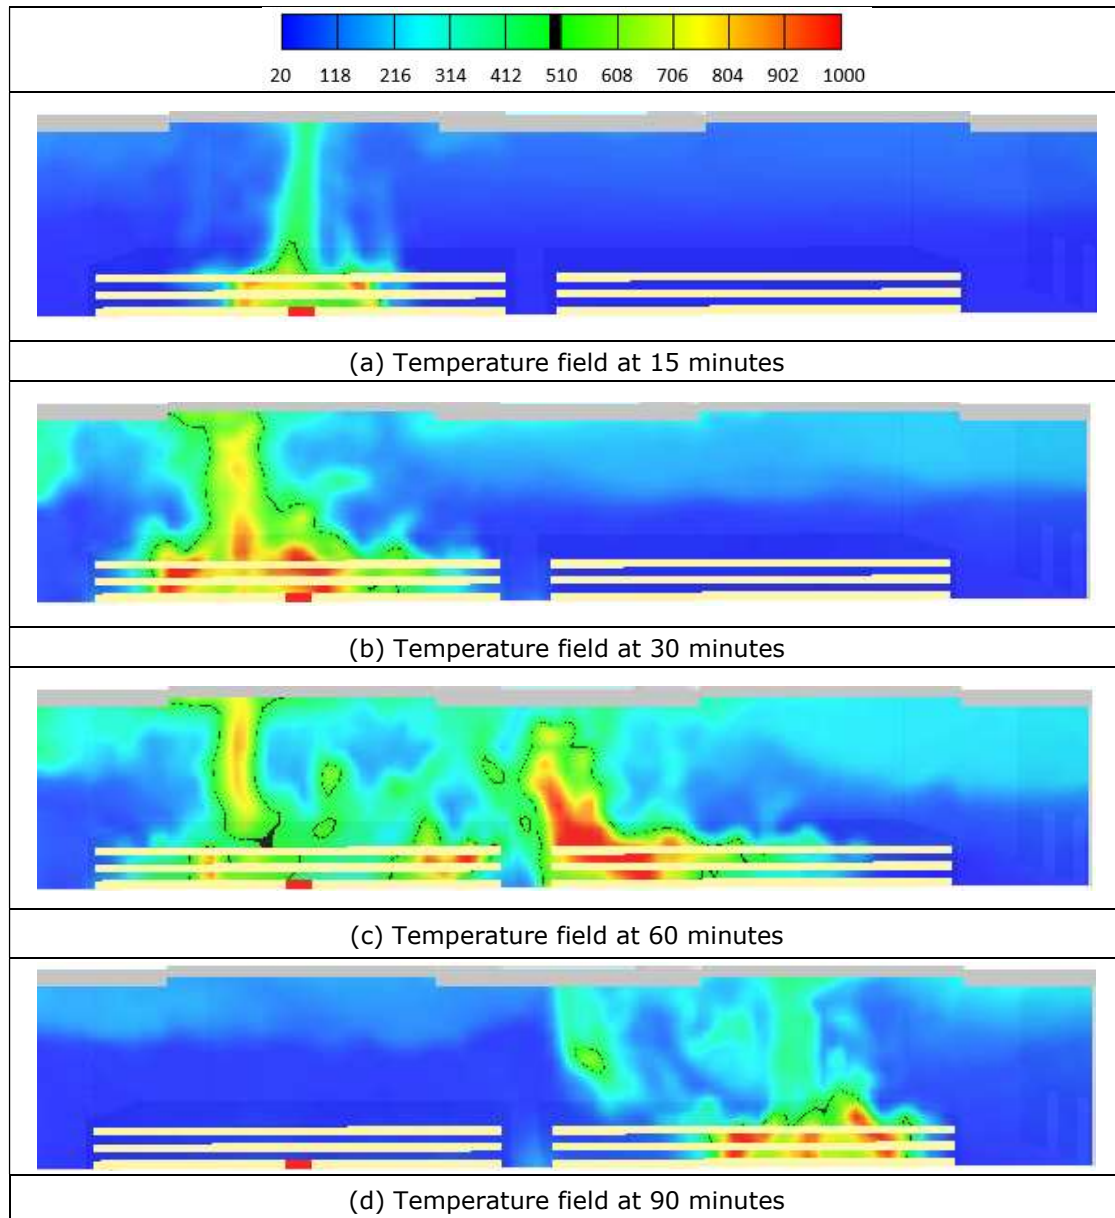 20 118 216 314 412 510 608 706 804 902 1000
(a) Temperature field at 15 minutes
(b) Temperature field at 30 minutes
(c) Temperature field at 60 minutes
(d) Temperature field at 90 minutes